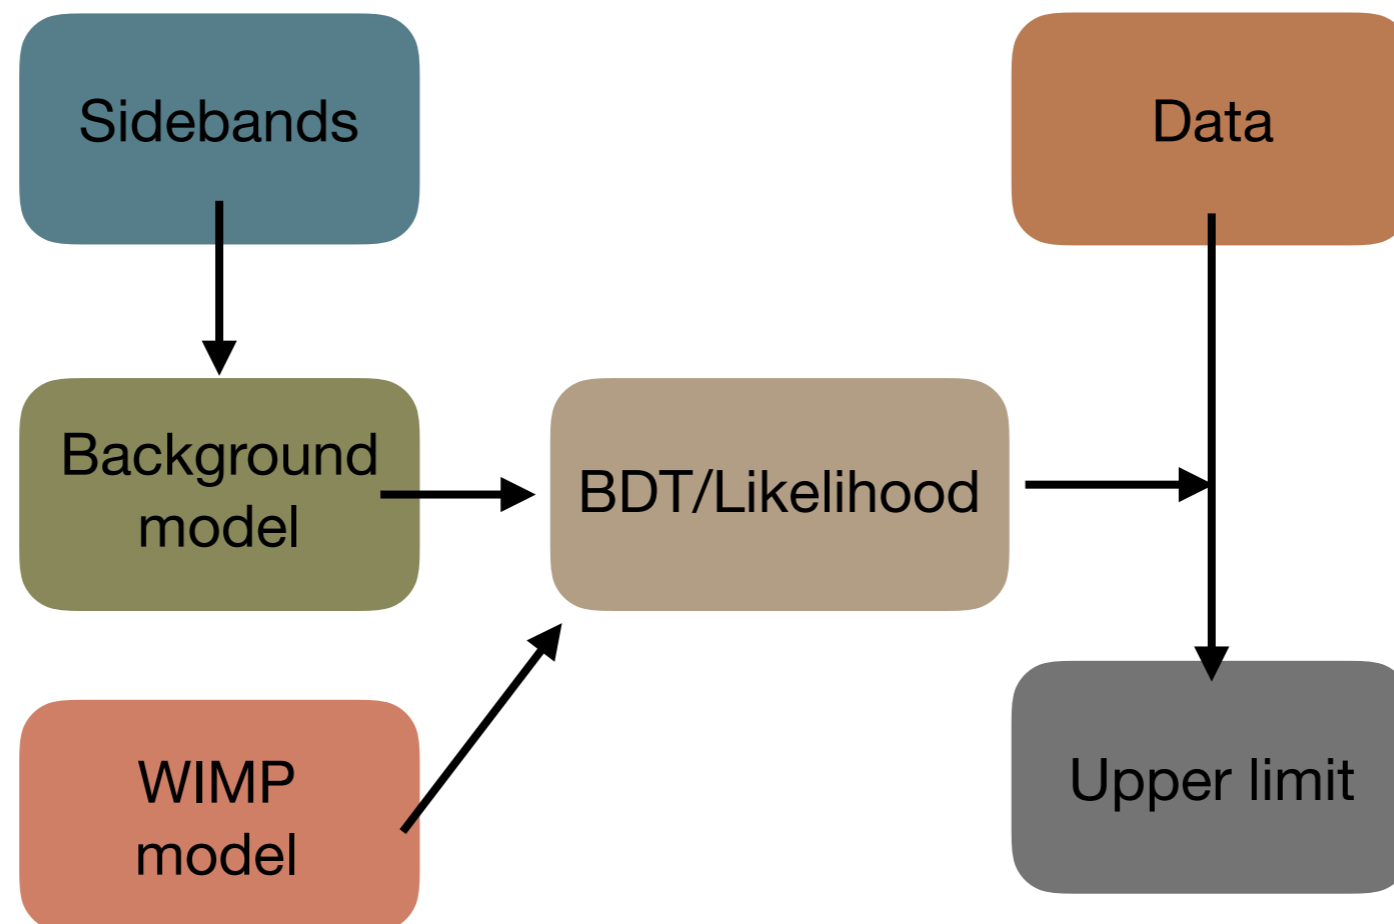 Sidebands
Data
Background
model
BDT/Likelihood
WIMP
model
Upper limit